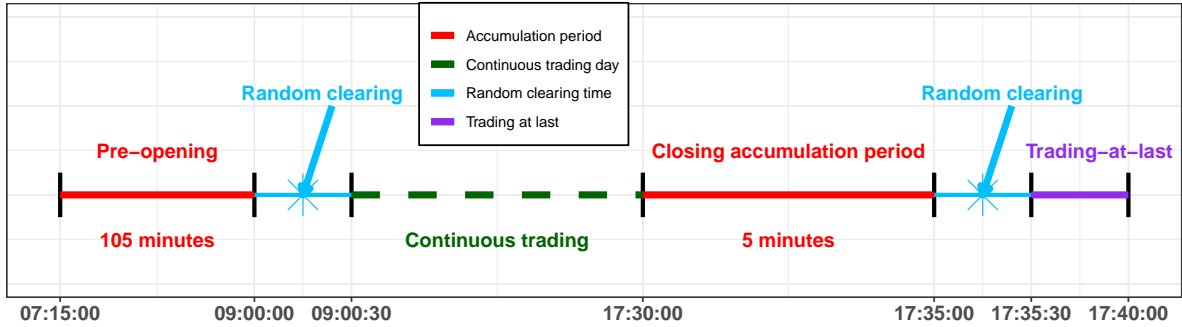 Accumulation period
Continuous trading day
Random clearing time
Trading at last
Random clearing
Random clearing
Pre−opening
Closing accumulation period
Trading−at−last
105 minutes
Continuous trading
5 minutes
07:15:00
09:00:00
09:00:30
17:30:00
17:35:00
17:35:30
17:40:00